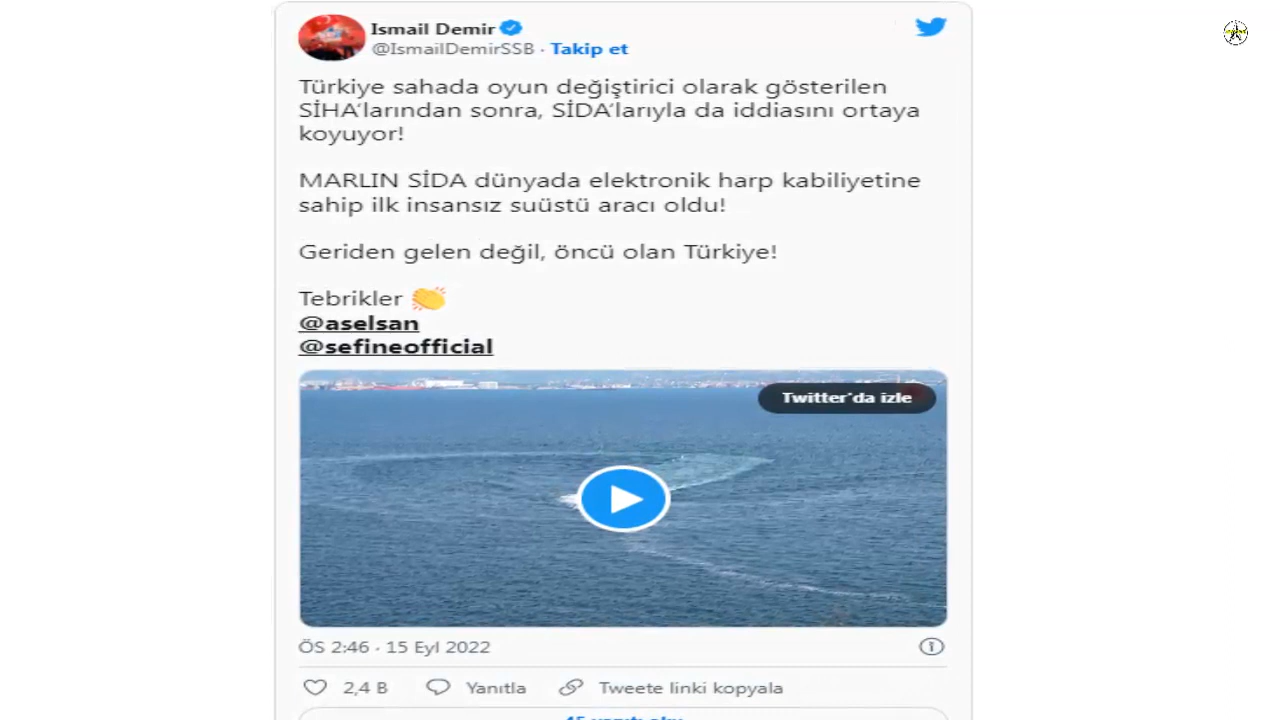 Ismail Demir
@IsmailDemirSSB · Takip et
Türkiye sahada oyun değiştirici olarak gösterilen
SİHA'larından sonra, SİDA'larıyla da iddiasını ortaya
koyuyor!
MARLIN SİDA dünyada elektronik harp kabiliyetine
sahip ilk insansız suüstü aracı oldu!
Geriden gelen değil, öncü olan Türkiye!
Tebrikler 👏
@aselsan
@sefineofficial
Twitter'da izle
ÖS 2:46 · 15 Eyl 2022
2,4 B Yanıtla Tweete linki kopyala